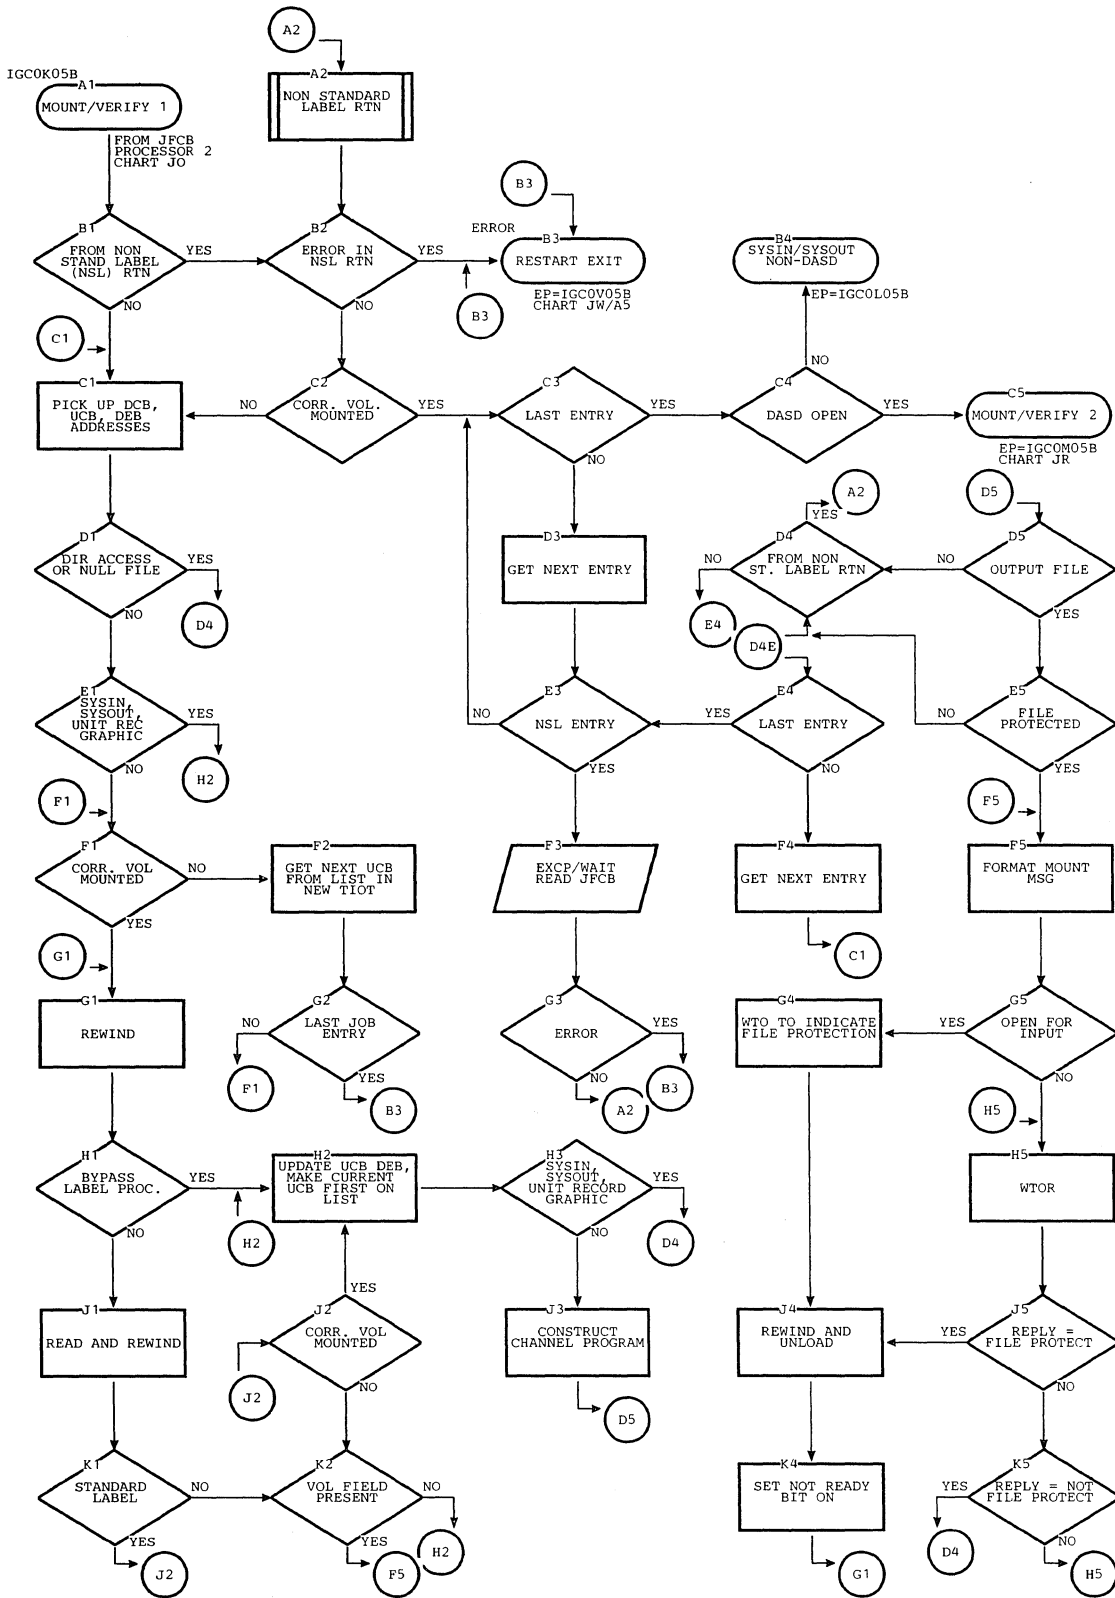 A2
IGC0K05B
A1
MOUNT/VERIFY 1
A2
NON STANDARD
LABEL RTN
FROM JFCB
PROCESSOR 2
CHART JO
B3
B1
FROM NON
STAND LABEL
(NSL) RTN
YES
NO
B2
ERROR IN
NSL RTN
YES
NO
B3
ERROR
B3
RESTART EXIT
EP=IGC0V05B
CHART JW/A5
B4
SYSIN/SYSOUT
NON-DASD
EP=IGC0L05B
C1
C1
PICK UP DCB,
UCB, DEB
ADDRESSES
NO
C2
CORR. VOL.
MOUNTED
YES
C3
LAST ENTRY
YES
NO
NO
C4
DASD OPEN
YES
C5
MOUNT/VERIFY 2
EP=IGC0M05B
CHART JR
A2
D5
D1
DIR ACCESS
OR NULL FILE
YES
NO
D4
D3
GET NEXT ENTRY
YES
D4
FROM NON
ST. LABEL RTN
NO
E4
D4E
D5
OUTPUT FILE
NO
YES
E1
SYSIN,
SYSOUT,
UNIT REC
GRAPHIC
YES
NO
H2
E3
NSL ENTRY
NO
YES
E4
LAST ENTRY
YES
NO
E5
FILE
PROTECTED
NO
YES
F1
F5
F1
CORR. VOL
MOUNTED
NO
YES
F2
GET NEXT UCB
FROM LIST IN
NEW TIOT
F3
EXCP/WAIT
READ JFCB
F4
GET NEXT ENTRY
C1
F5
FORMAT MOUNT
MSG
G1
G1
REWIND
G2
LAST JOB
ENTRY
NO
YES
F1
B3
G3
ERROR
YES
NO
A2
B3
G4
WTO TO INDICATE
FILE PROTECTION
G5
OPEN FOR
INPUT
YES
NO
H5
H1
BYPASS
LABEL PROC.
YES
NO
H2
H2
UPDATE UCB DEB,
MAKE CURRENT
UCB FIRST ON
LIST
H3
SYSIN,
SYSOUT,
UNIT RECORD
GRAPHIC
YES
NO
D4
H5
WTOR
J1
READ AND REWIND
YES
J2
CORR. VOL
MOUNTED
NO
J2
J3
CONSTRUCT
CHANNEL PROGRAM
D5
J4
REWIND AND
UNLOAD
J5
REPLY =
FILE PROTECT
YES
NO
K1
STANDARD
LABEL
NO
YES
J2
K2
VOL FIELD
PRESENT
NO
YES
F5
H2
K4
SET NOT READY
BIT ON
G1
K5
REPLY = NOT
FILE PROTECT
YES
NO
D4
H5